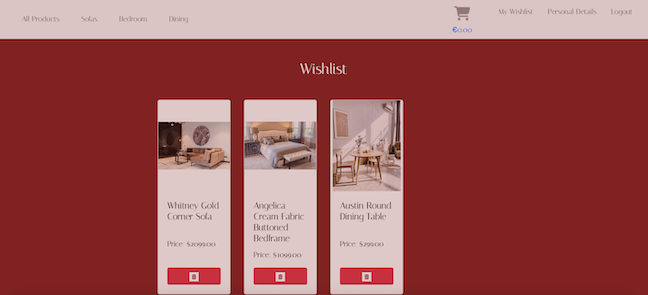 All Products Sofas Bedroom Dining My Wishlist Personal Details Logout
€0.00
Wishlist
Whitney Gold
Corner Sofa
Price: $2099.00
Angelica
Cream Fabric
Buttoned
Bedframe
Price: $1099.00
Austin Round
Dining Table
Price: $299.00